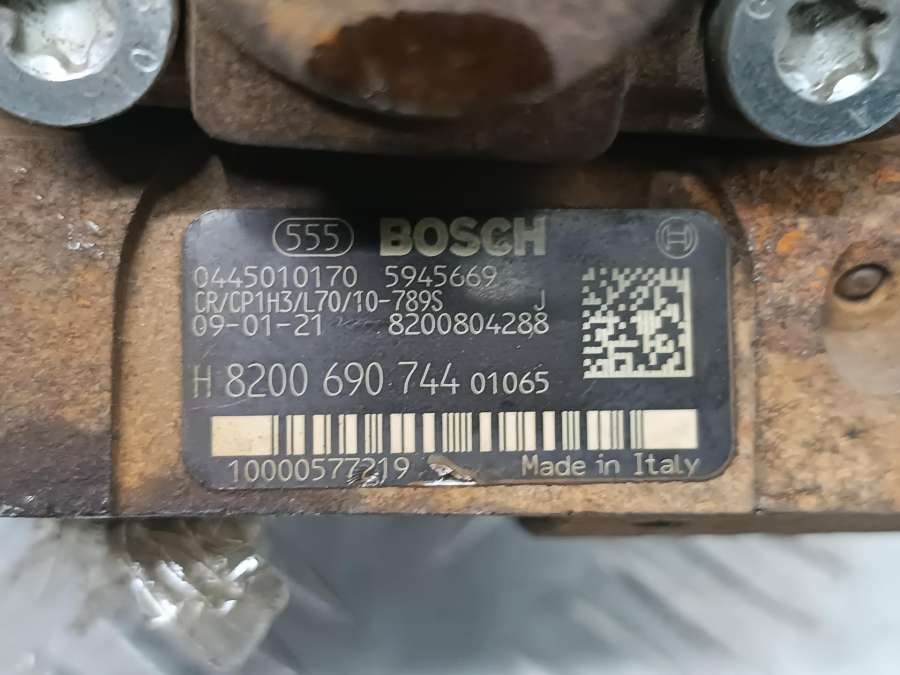 555 BOSCH H
0445010170 5945669
CR/CP1H3/L70/10-789S J
09-01-21 8200804288
H 8200 690 744 01065
10000577219 Made in Italy